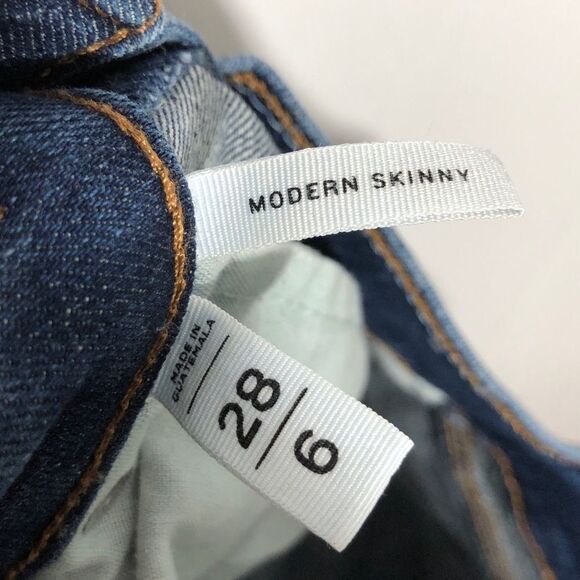 MODERN SKINNY
MADE IN
GUATEMALA
28
6